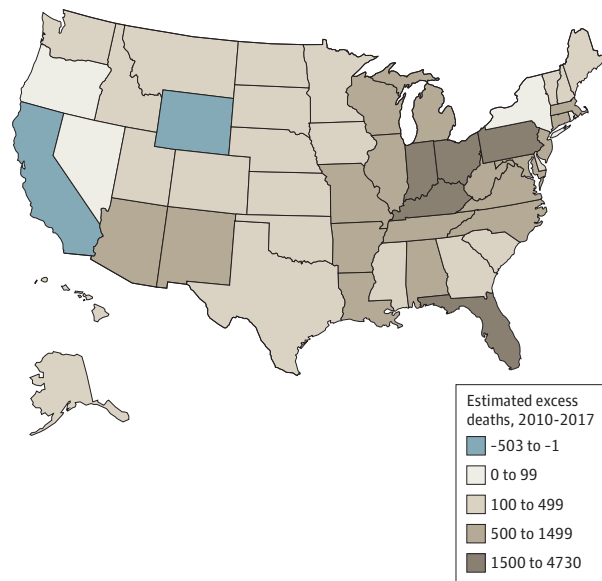 Estimated excess
deaths, 2010-2017
-503 to -1
0 to 99
100 to 499
500 to 1499
1500 to 4730